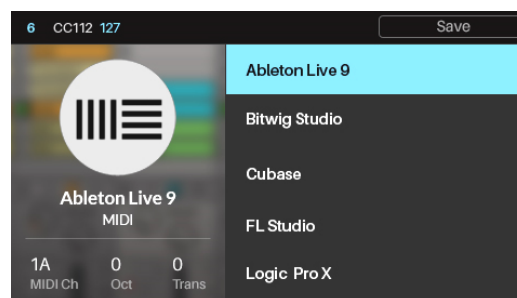 6 CC112 127 Save
Ableton Live 9
Bitwig Studio
Cubase
FL Studio
Logic Pro X
Ableton Live 9
MIDI
1A 0 0
MIDI Ch Oct Trans